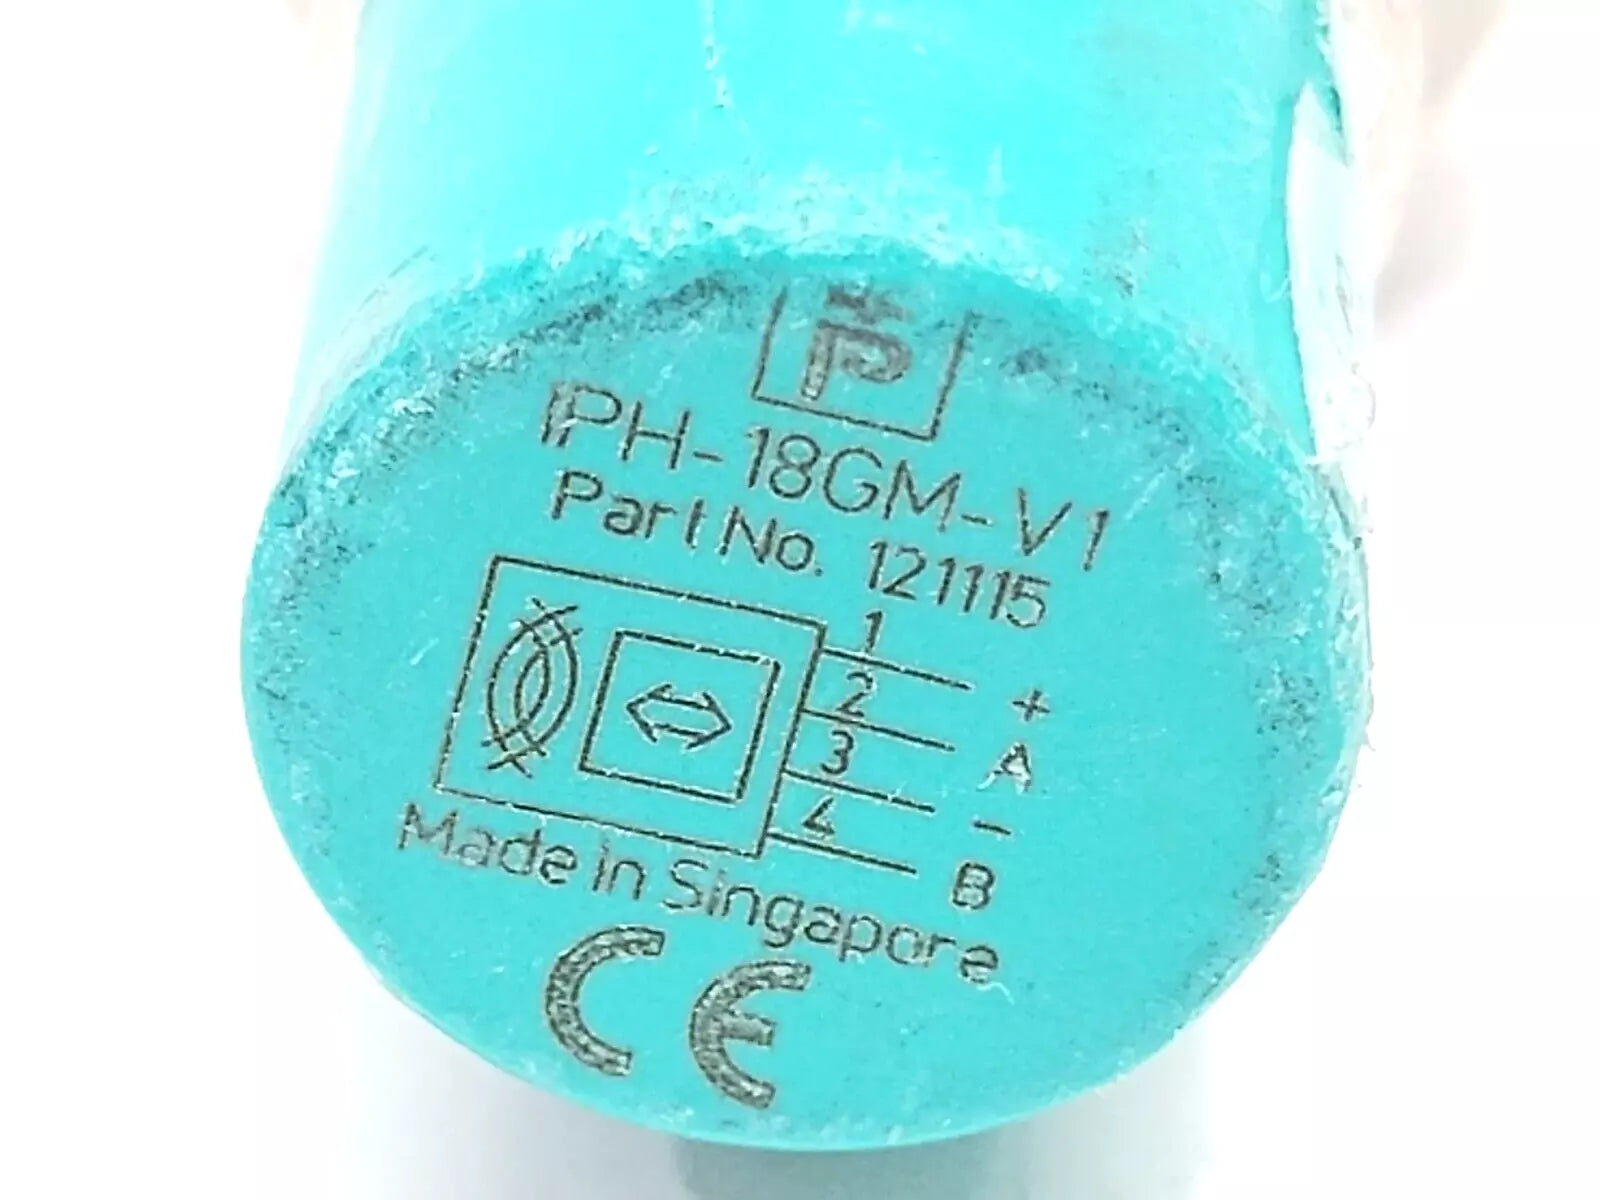 P
IPH-18GM-V1
Part No. 121115
1 +
2 A
3 -
4 B
Made in Singapore
CE